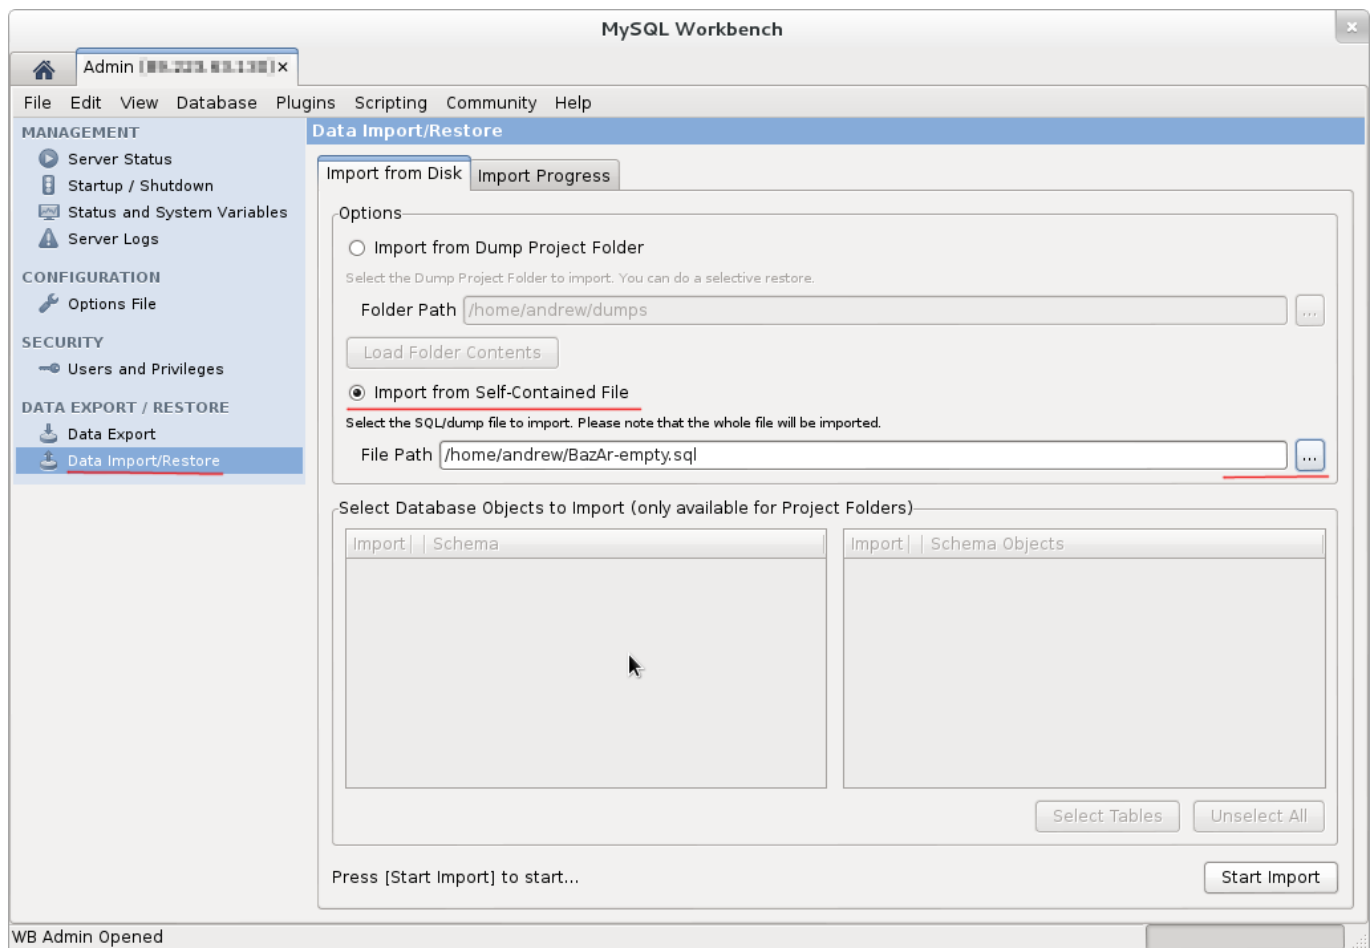 MySQL Workbench
Admin
File Edit View Database Plugins Scripting Community Help
MANAGEMENT
Server Status
Startup / Shutdown
Status and System Variables
Server Logs
CONFIGURATION
Options File
SECURITY
Users and Privileges
DATA EXPORT / RESTORE
Data Export
Data Import/Restore
Data Import/Restore
Import from Disk Import Progress
Options
Import from Dump Project Folder
Select the Dump Project Folder to import. You can do a selective restore.
Folder Path /home/andrew/dumps ...
Load Folder Contents
Import from Self-Contained File
Select the SQL/dump file to import. Please note that the whole file will be imported.
File Path /home/andrew/BazAr-empty.sql ...
Select Database Objects to Import (only available for Project Folders)
Import Schema Import Schema Objects
Select Tables Unselect All
Press [Start Import] to start... Start Import
WB Admin Opened